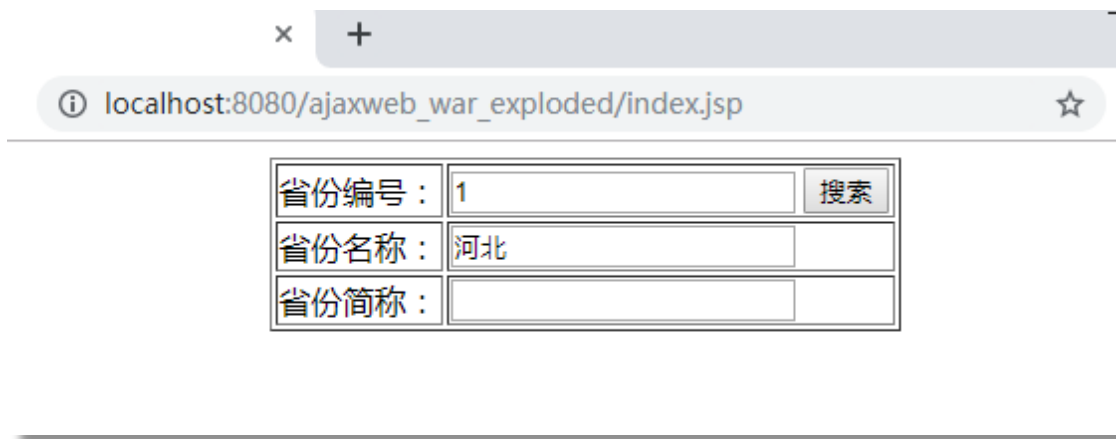 localhost:8080/ajaxweb_war_exploded/index.jsp
省份编号： 1 搜索
省份名称： 河北
省份简称：